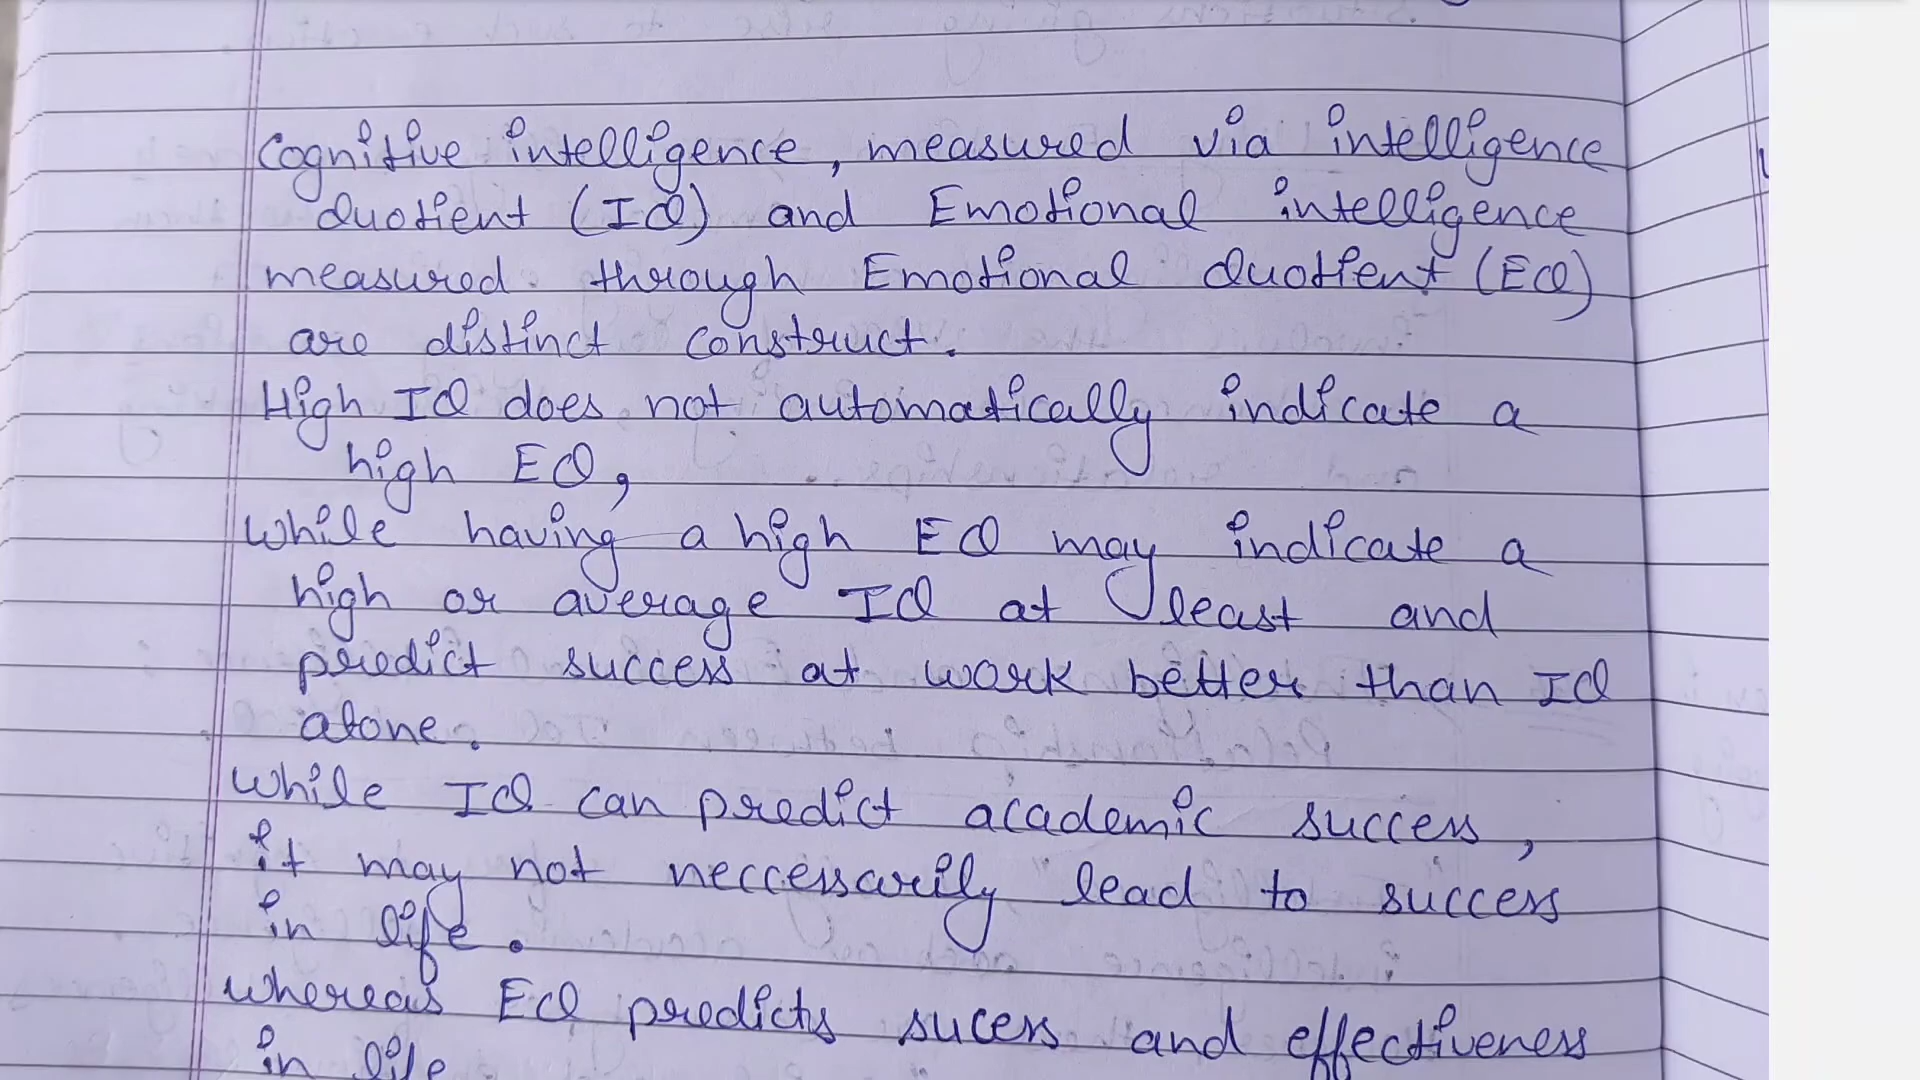 Cognitive intelligence, measured via intelligence
Quotient (IQ) and Emotional intelligence
measured through Emotional Quotient (EQ)
are distinct construct.
High IQ does not automatically indicate a
high EQ,
While having a high EQ may indicate a
high or average IQ at least and
predict success at work better than IQ
alone.
While IQ can predict academic success,
it may not neccessarily lead to success
in life.
Whereas EQ predicts sucess and effectiveness
in life